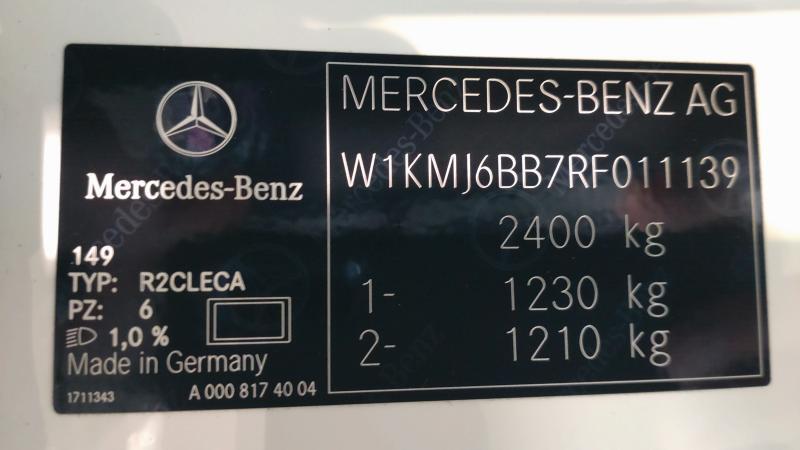 Mercedes-Benz
149
TYP: R2CLECA
PZ: 6
1,0 %
Made in Germany
1711343
A 000 817 40 04
MERCEDES-BENZ AG
W1KMJ6BB7RF011139
2400 kg
1- 1230 kg
2- 1210 kg